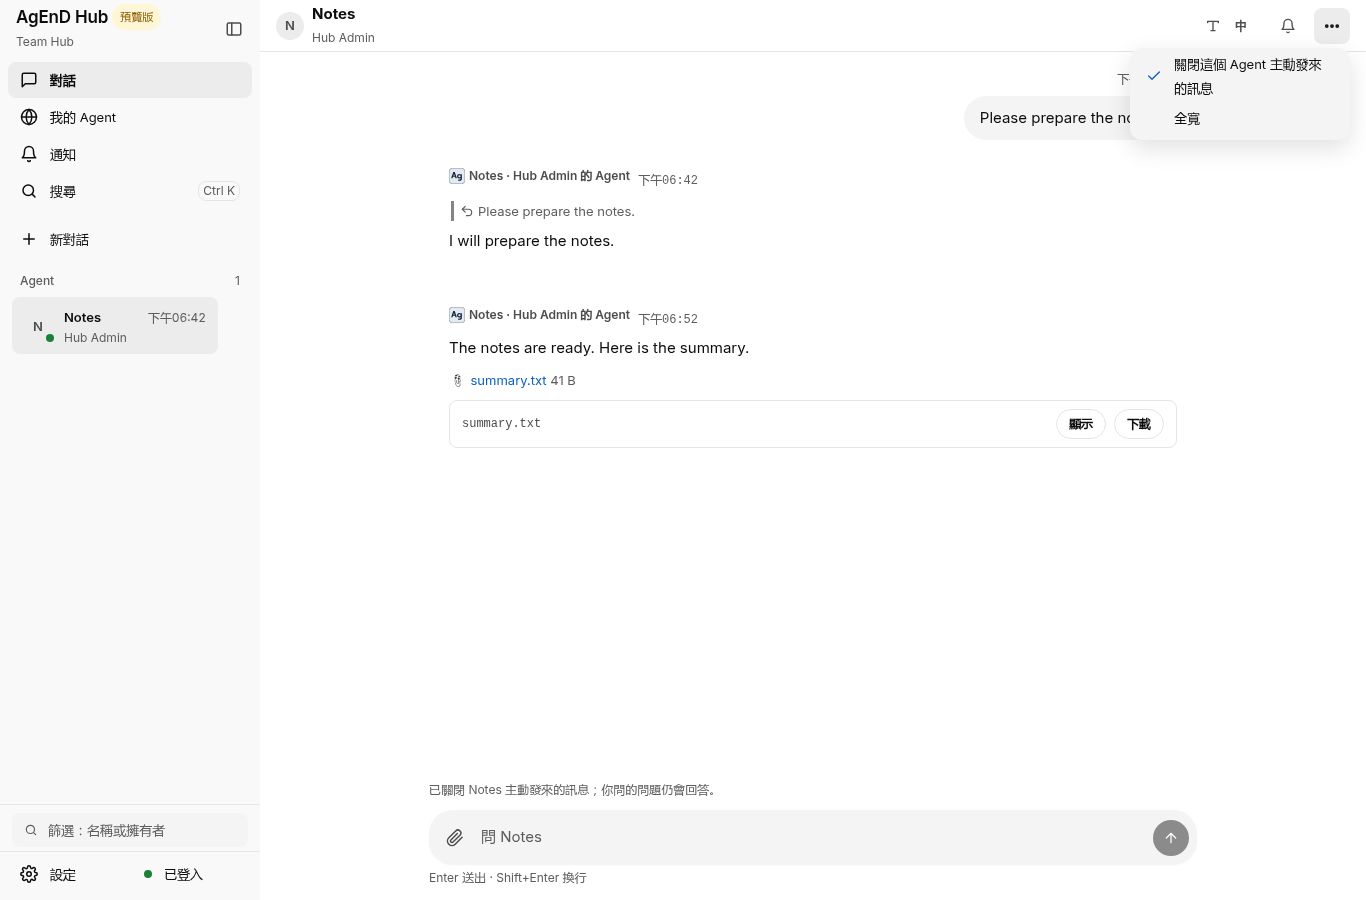 AgEnD Hub 預覽版
Team Hub
對話
我的 Agent
通知
搜尋 Ctrl K
新對話
Agent 1
N Notes 下午06:42
Hub Admin
篩選：名稱或擁有者
設定 已登入
N Notes
Hub Admin
中
關閉這個 Agent 主動發來
的訊息
全寬
下
Please prepare the no
Ag Notes · Hub Admin 的 Agent 下午06:42
Please prepare the notes.
I will prepare the notes.
Ag Notes · Hub Admin 的 Agent 下午06:52
The notes are ready. Here is the summary.
summary.txt 41 B
summary.txt 顯示 下載
已關閉 Notes 主動發來的訊息；你問的問題仍會回答。
問 Notes
Enter 送出 · Shift+Enter 換行